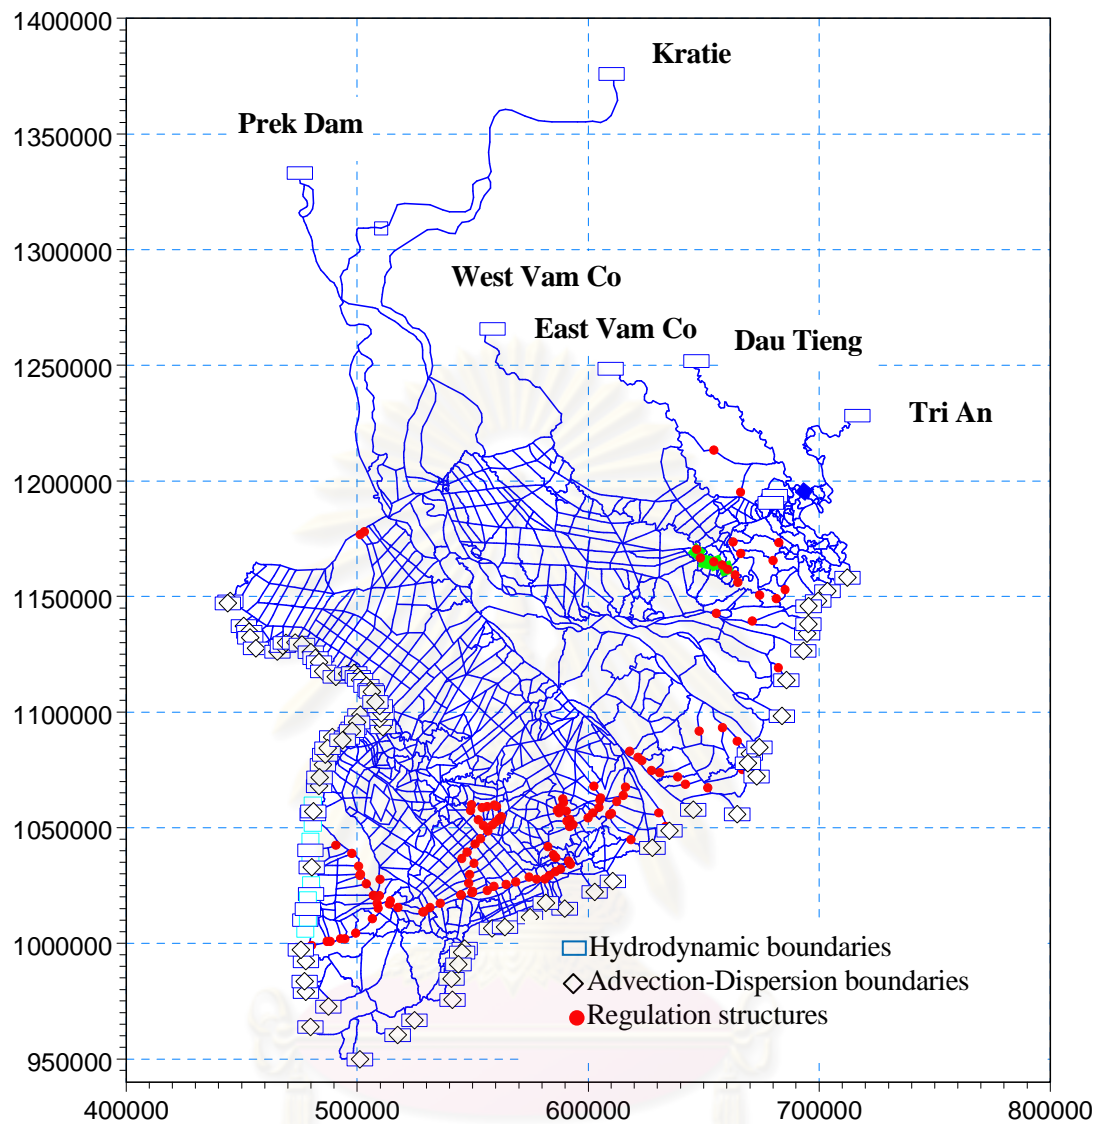 1400000
Kratie
Prek Dam
1350000
1300000
West Vam Co
East Vam Co
Dau Tieng
1250000
Tri An
1200000
1150000
1100000
1050000
1000000
Hydrodynamic boundaries
Advection-Dispersion boundaries
Regulation structures
950000
400000 5000000 600000 700000 800000